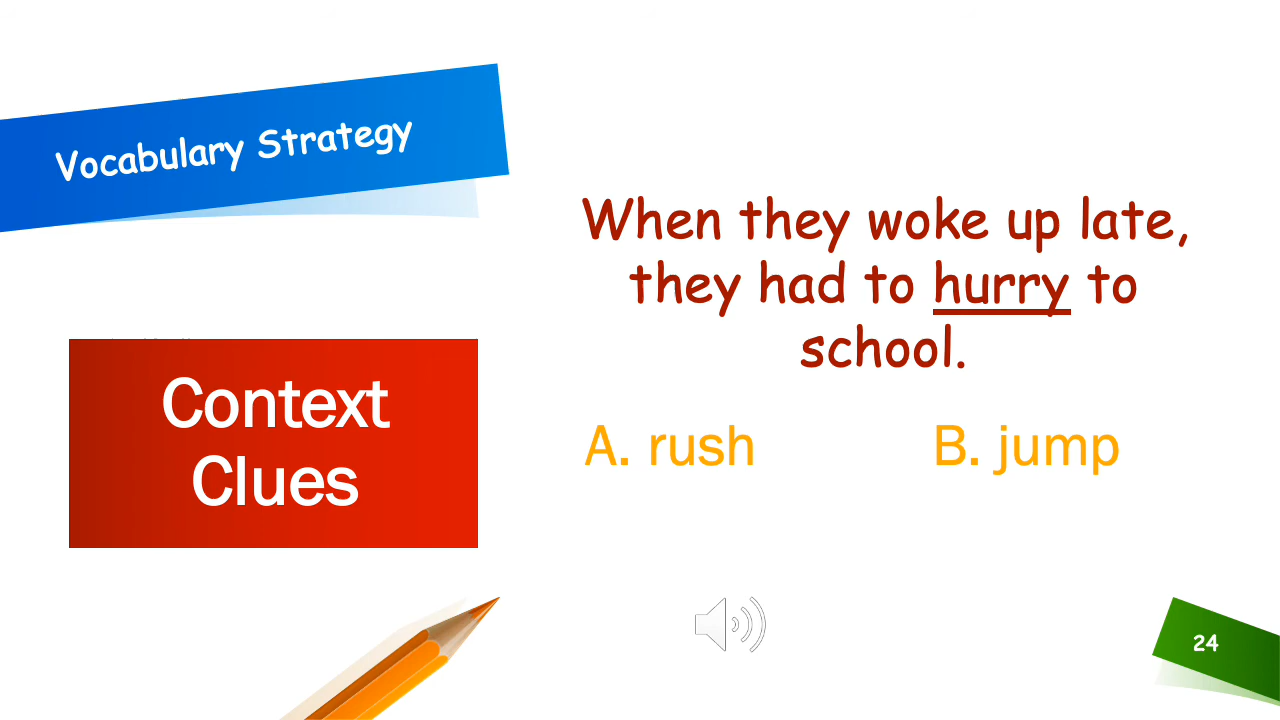 Vocabulary Strategy
When they woke up late,
they had to hurry to
school.
Context
Clues
A. rush
B. jump
24